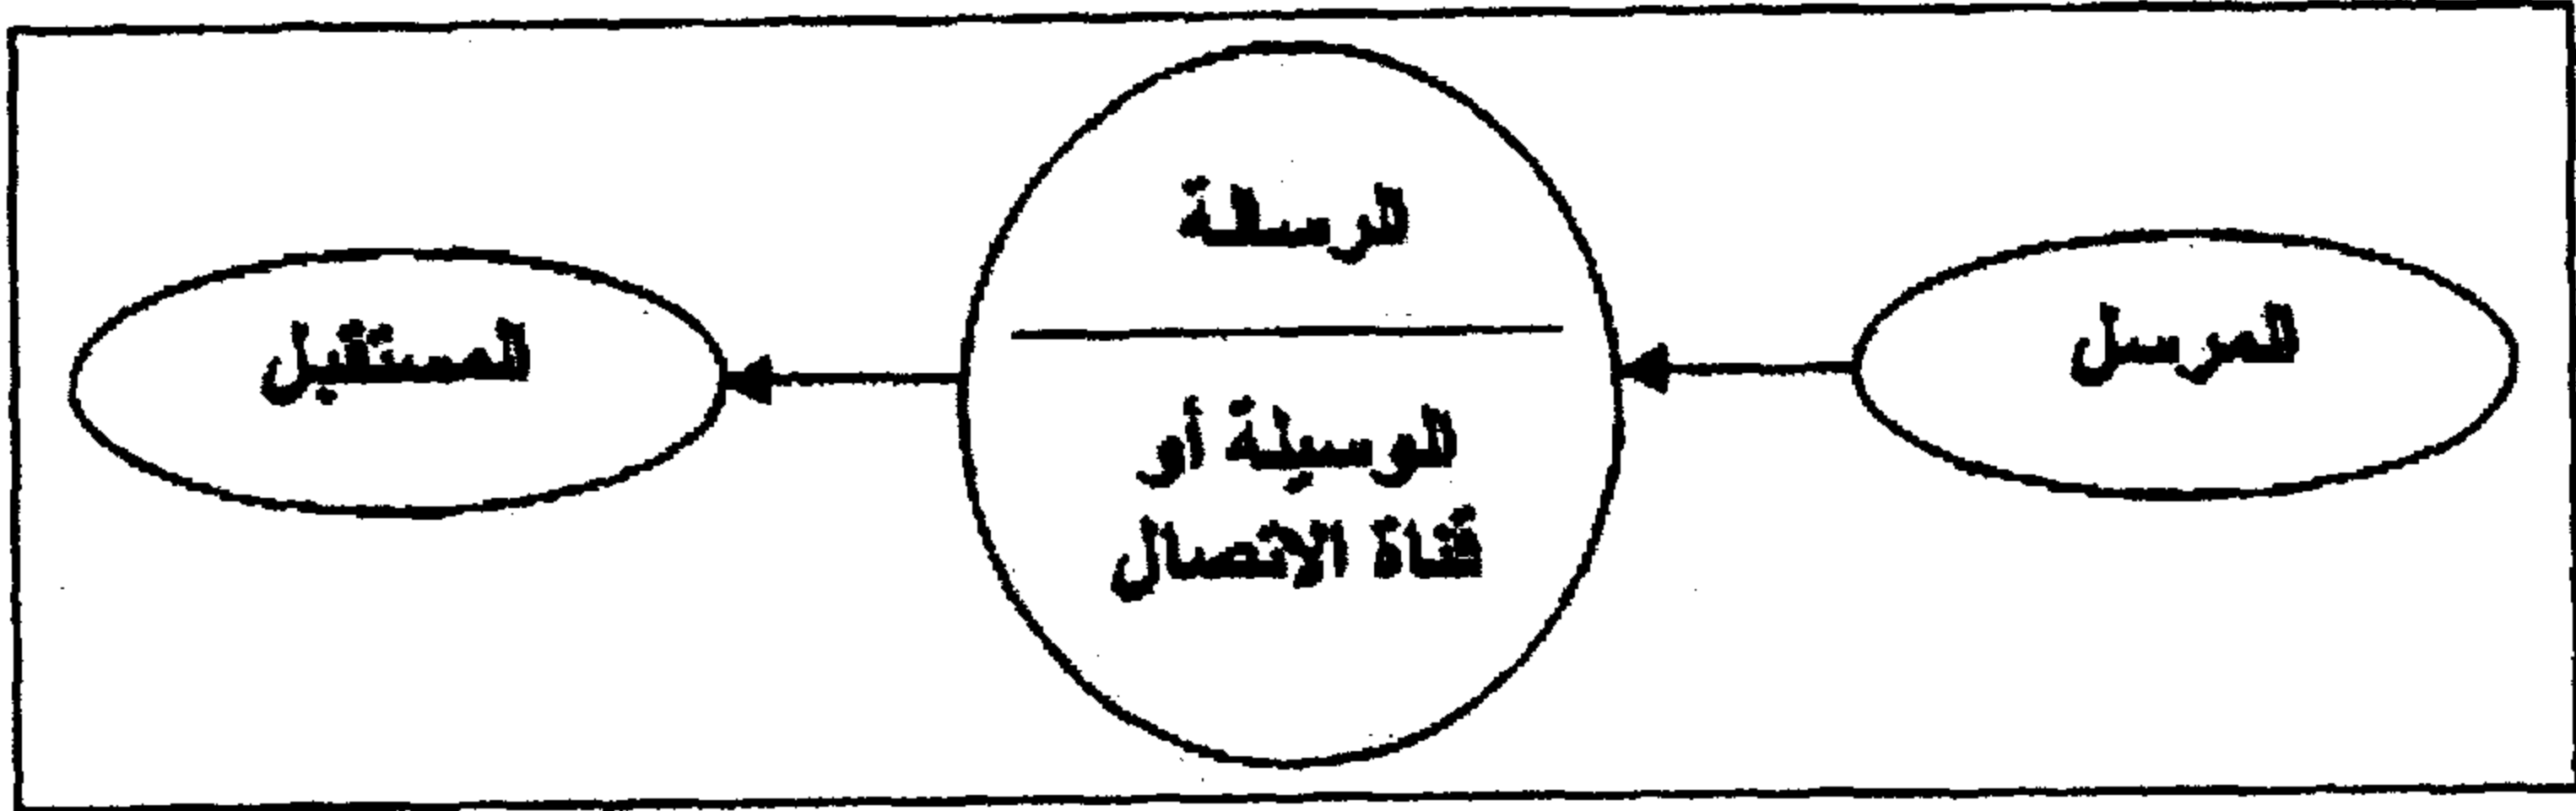 المرسل
الرسالة
الوسيلة أو
قناة الاتصال
المستقبل